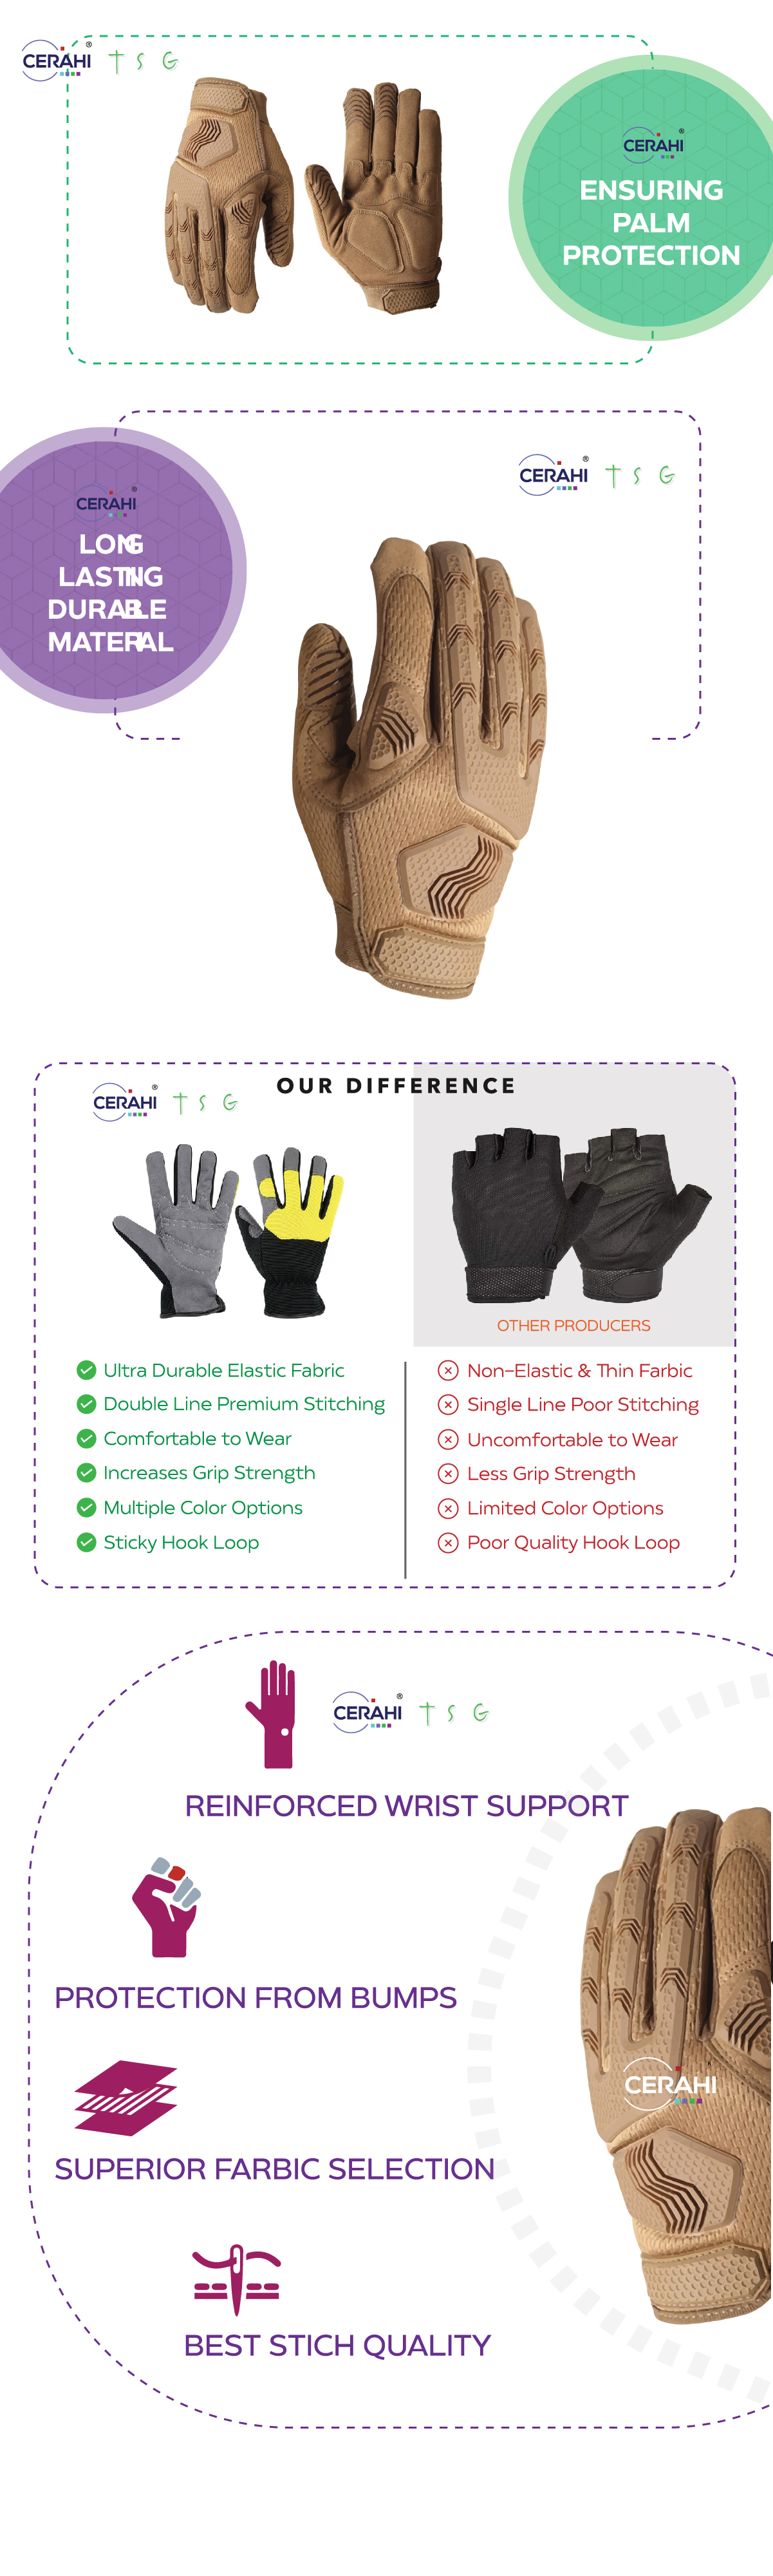 CERAHI ® T S G
CERAHI ®
ENSURING
PALM
PROTECTION
CERAHI ® T S G
CERAHI ®
LONG
LASTING
DURABLE
MATERIAL
OUR DIFFERENCE
CERAHI ® T S G
OTHER PRODUCERS
Ultra Durable Elastic Fabric
Double Line Premium Stitching
Comfortable to Wear
Increases Grip Strength
Multiple Color Options
Sticky Hook Loop
Non-Elastic & Thin Farbic
Single Line Poor Stitching
Uncomfortable to Wear
Less Grip Strength
Limited Color Options
Poor Quality Hook Loop
CERAHI ® T S G
REINFORCED WRIST SUPPORT
PROTECTION FROM BUMPS
CERAHI
SUPERIOR FARBIC SELECTION
BEST STICH QUALITY